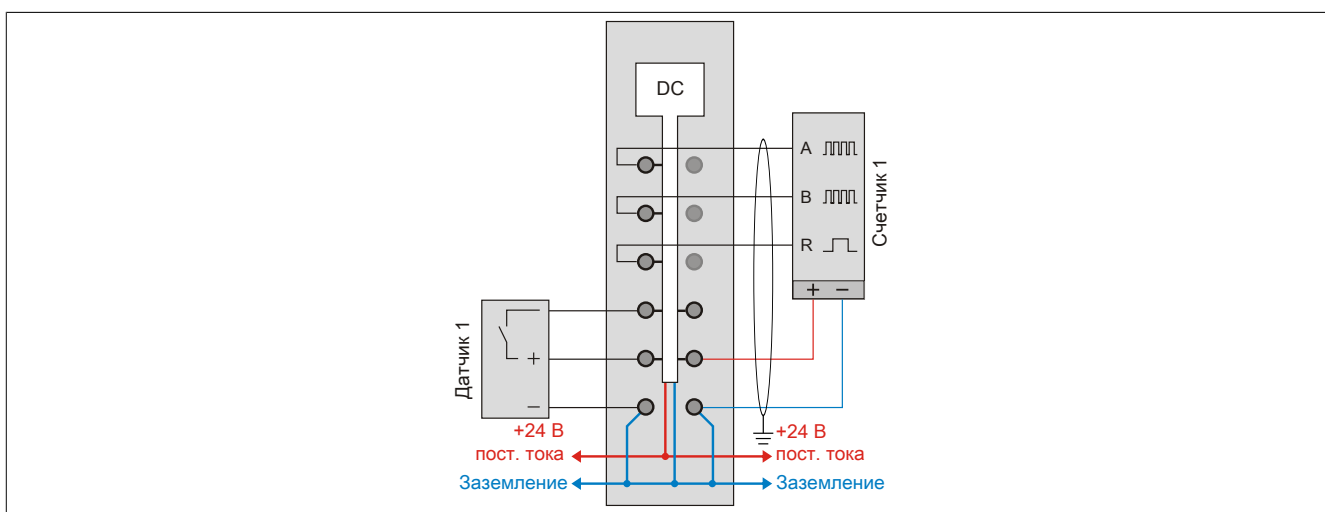 DC
A
B
R
Счетчик 1
+ −
Датчик 1
+
−
+24 В
пост. тока
Заземление
+24 В
пост. тока
Заземление